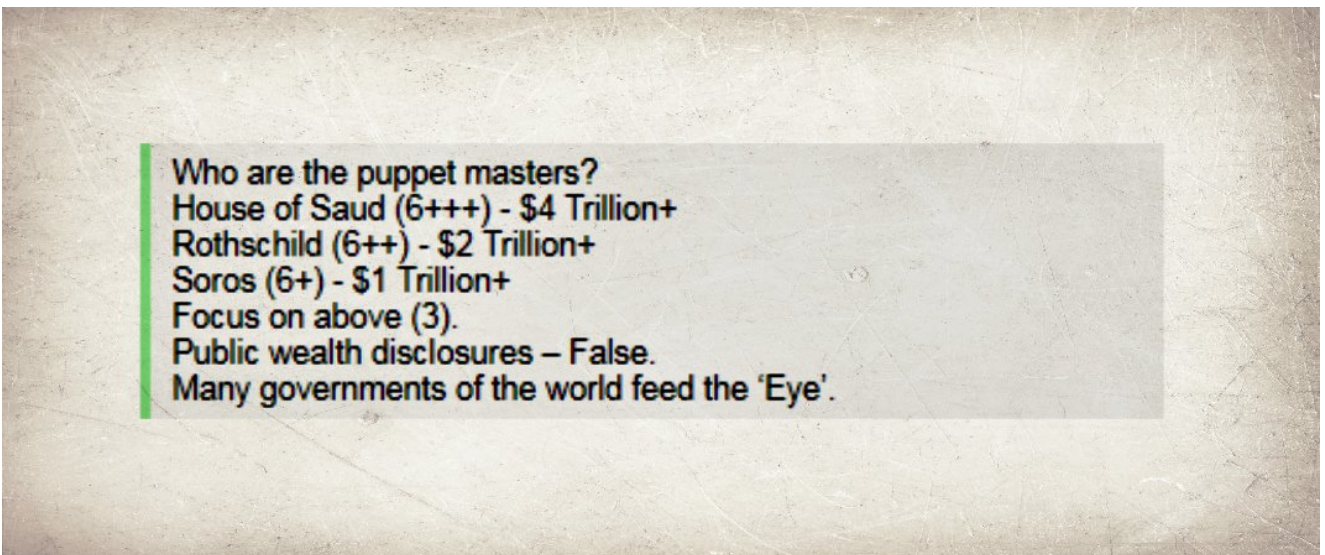 Who are the puppet masters?
House of Saud (6+++) - $4 Trillion+
Rothschild (6++) - $2 Trillion+
Soros (6+) - $1 Trillion+
Focus on above (3).
Public wealth disclosures – False.
Many governments of the world feed the ‘Eye’.